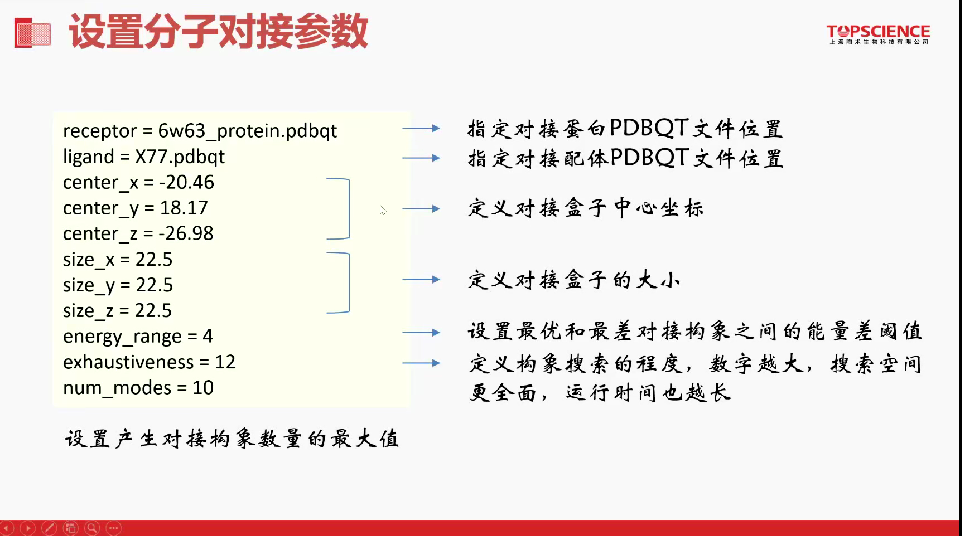 设置分子对接参数
TOPSCIENCE
上海陶术生物科技有限公司
receptor = 6w63_protein.pdbqt
指定对接蛋白PDBQT文件位置
ligand = X77.pdbqt
指定对接配体PDBQT文件位置
center_x = -20.46
center_y = 18.17
定义对接盒子中心坐标
center_z = -26.98
size_x = 22.5
size_y = 22.5
定义对接盒子的大小
size_z = 22.5
energy_range = 4
设置最优和最差对接构象之间的能量差阈值
exhaustiveness = 12
定义构象搜索的程度，数字越大，搜索空间
更全面，运行时间也越长
num_modes = 10
设置产生对接构象数量的最大值